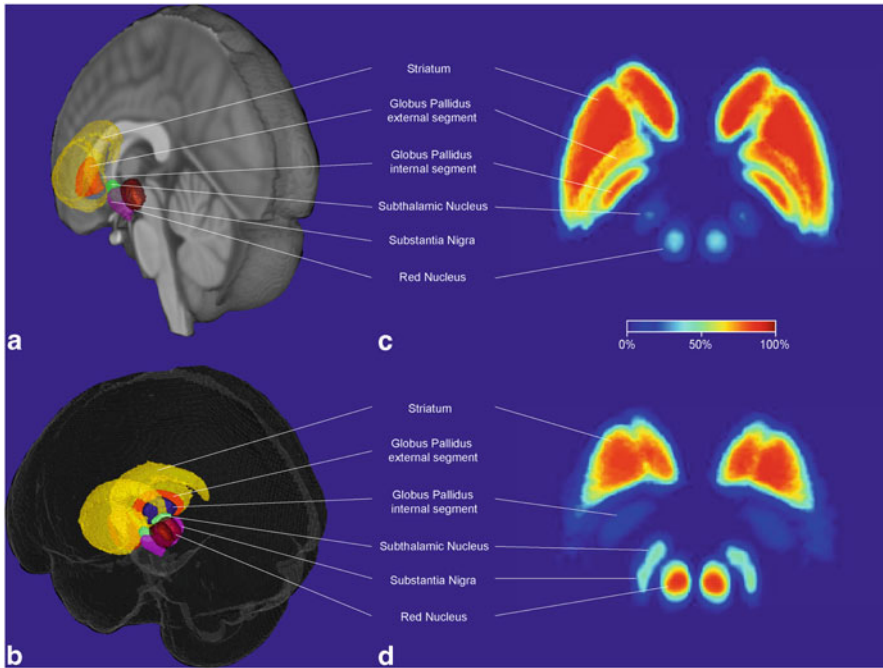 Striatum
Globus Pallidus
external segment
Globus Pallidus
internal segment
Subthalamic Nucleus
Substantia Nigra
Red Nucleus
a
c
0%
50%
100%
Striatum
Globus Pallidus
external segment
Globus Pallidus
internal segment
Subthalamic Nucleus
Substantia Nigra
Red Nucleus
b
d